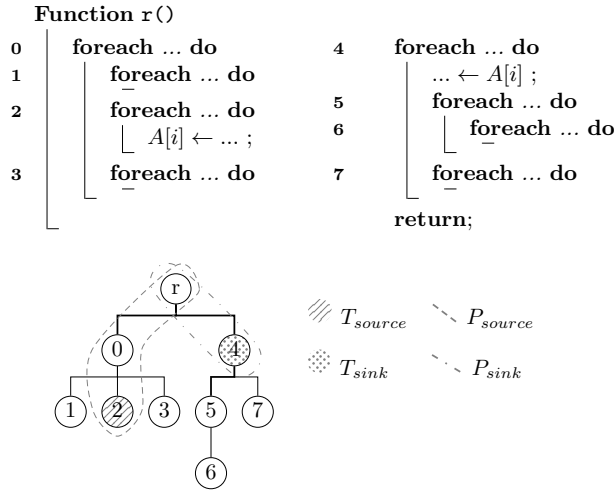 Function r()
0 foreach ... do
1 foreach ... do
2 foreach ... do
A[i] ← ... ;
3 foreach ... do
4 foreach ... do
... ← A[i] ;
5 foreach ... do
6 foreach ... do
7 foreach ... do
return;
r
0 4
1 2 3 5 7
6
T_source P_source
T_sink P_sink